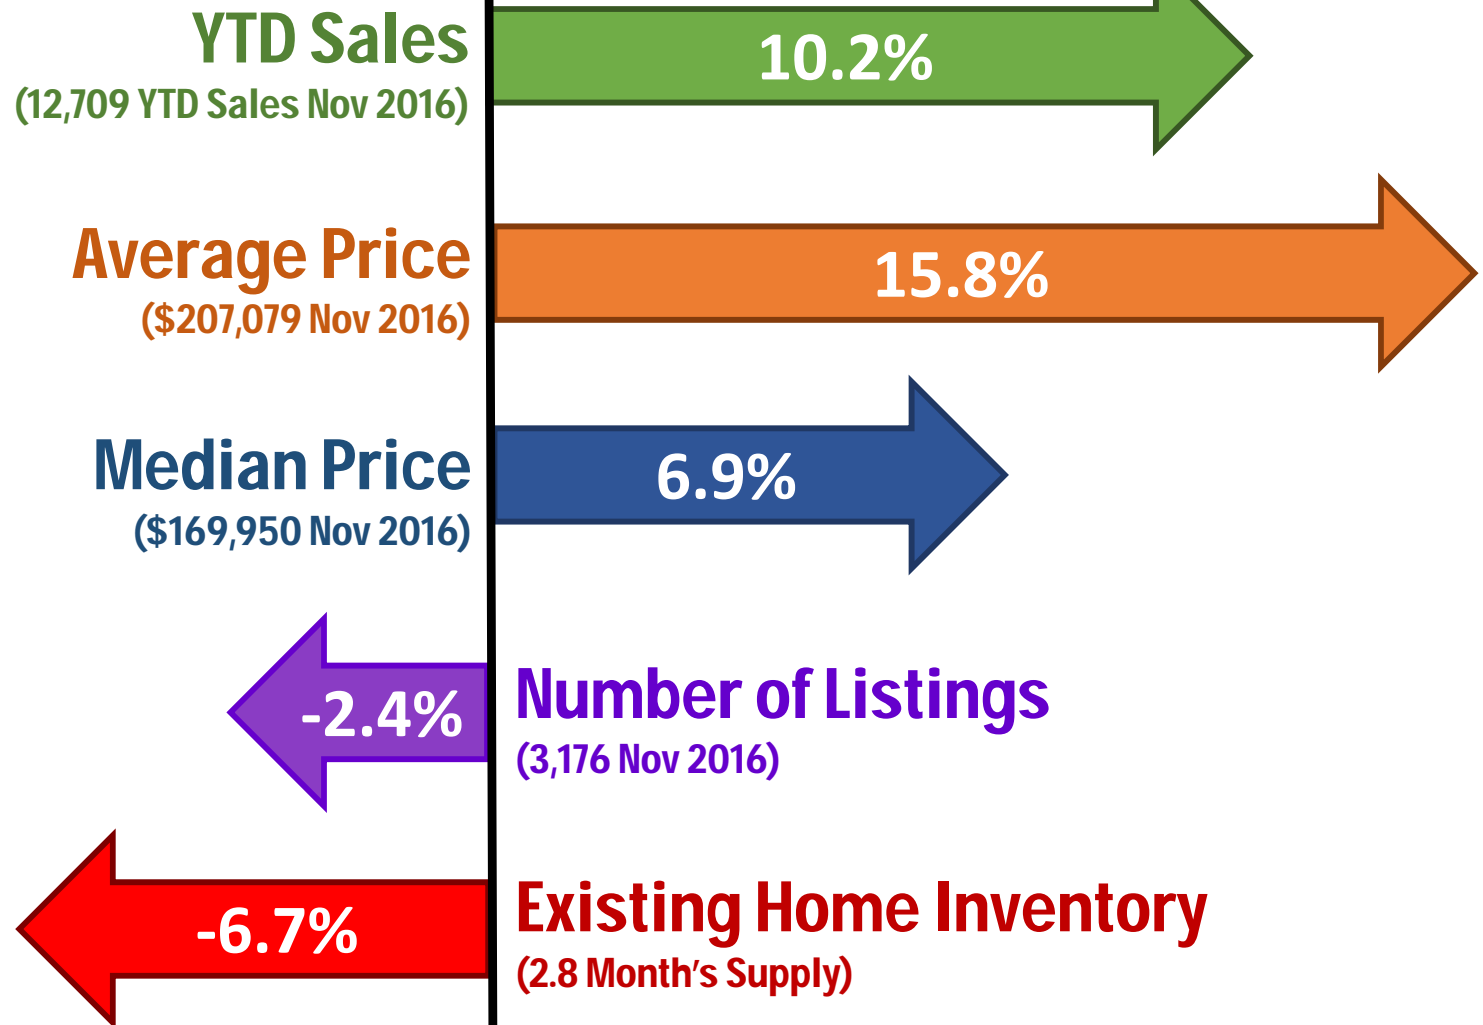 YTD Sales
(12,709 YTD Sales Nov 2016)
10.2%
Average Price
($207,079 Nov 2016)
15.8%
Median Price
($169,950 Nov 2016)
6.9%
-2.4%
Number of Listings
(3,176 Nov 2016)
-6.7%
Existing Home Inventory
(2.8 Month’s Supply)